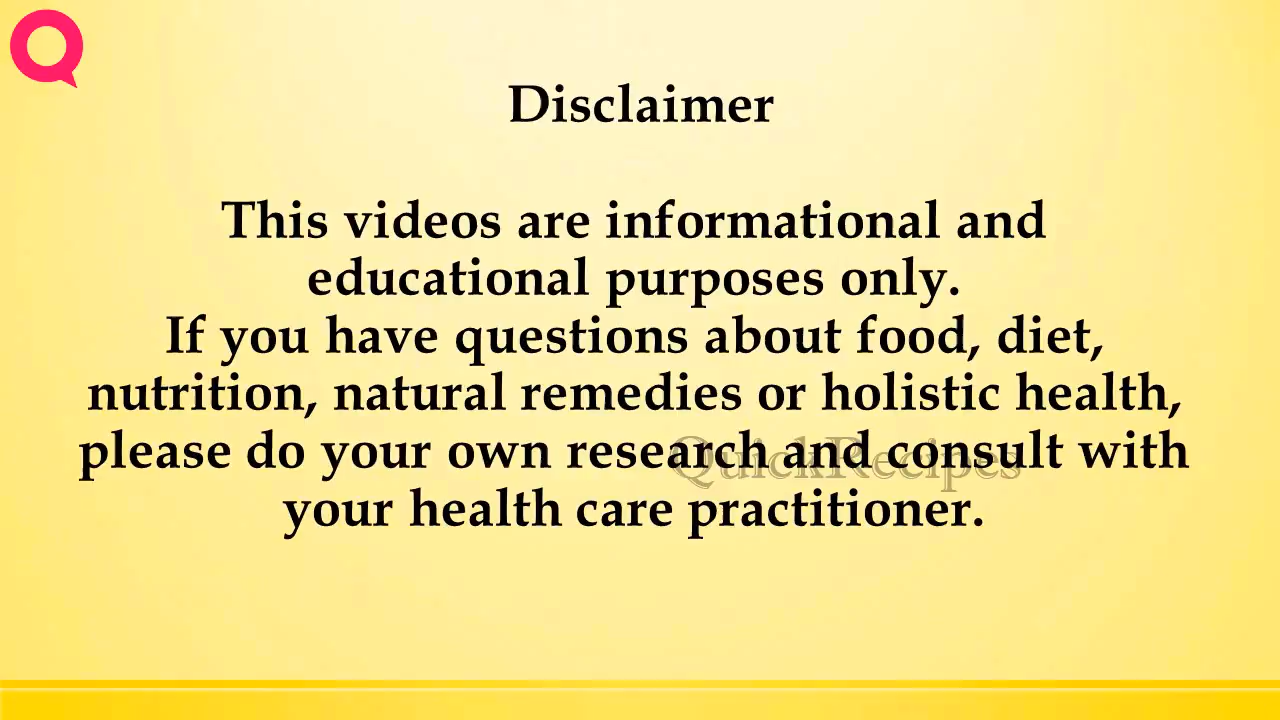 Disclaimer
This videos are informational and
educational purposes only.
If you have questions about food, diet,
nutrition, natural remedies or holistic health,
please do your own research and consult with
QuickRecipes
your health care practitioner.